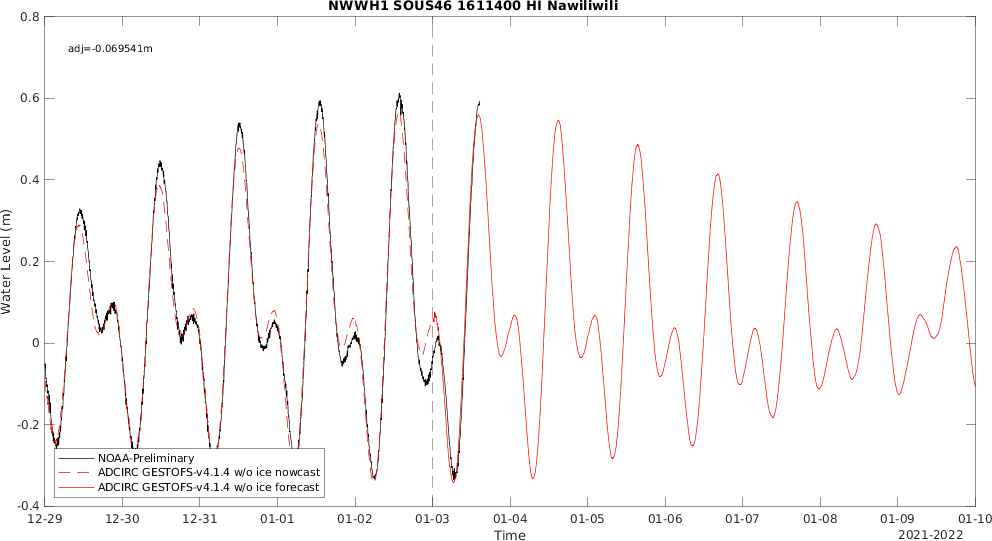 NWWH1 SOUS46 1611400 HI Nawiliwili
adj=-0.069541m
Water Level (m)
0.8
0.6
0.4
0.2
0
-0.2
-0.4
NOAA-Preliminary
ADCIRC GESTOFS-v4.1.4 w/o ice nowcast
ADCIRC GESTOFS-v4.1.4 w/o ice forecast
12-29 12-30 12-31 01-01 01-02 01-03 01-04 01-05 01-06 01-07 01-08 01-09 01-10
Time
2021-2022